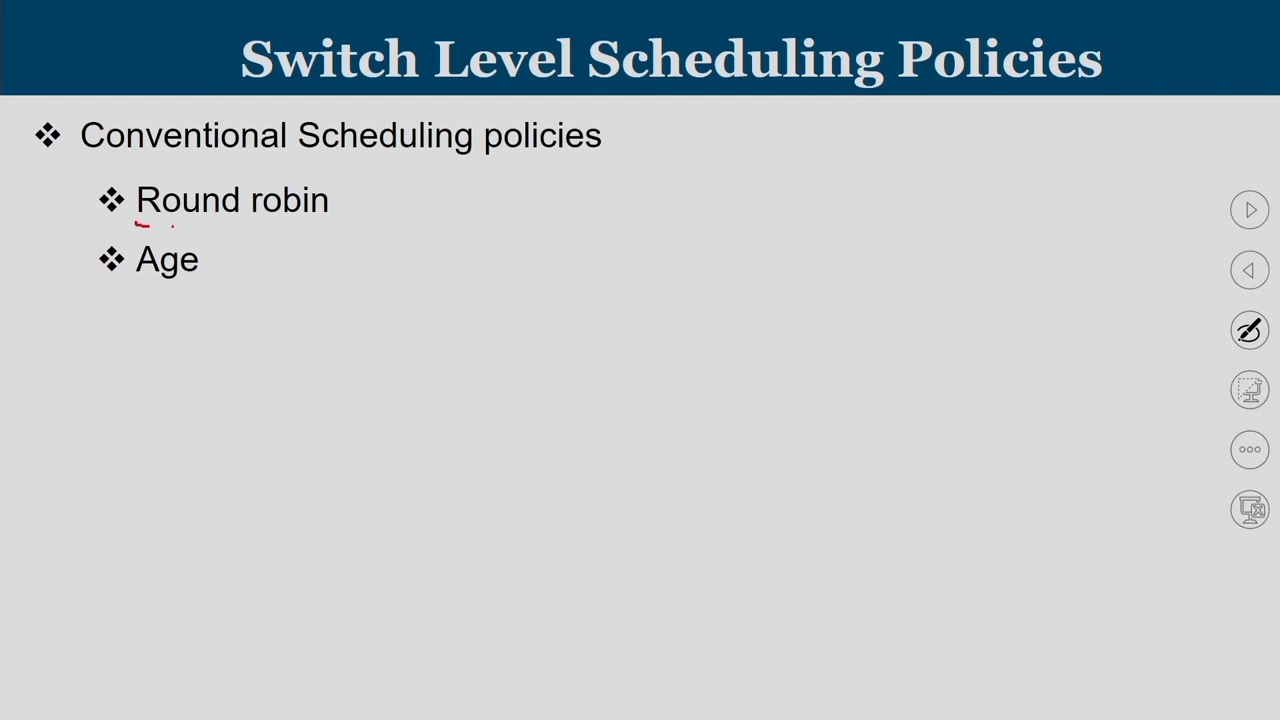 Switch Level Scheduling Policies
Conventional Scheduling policies
Round robin
Age